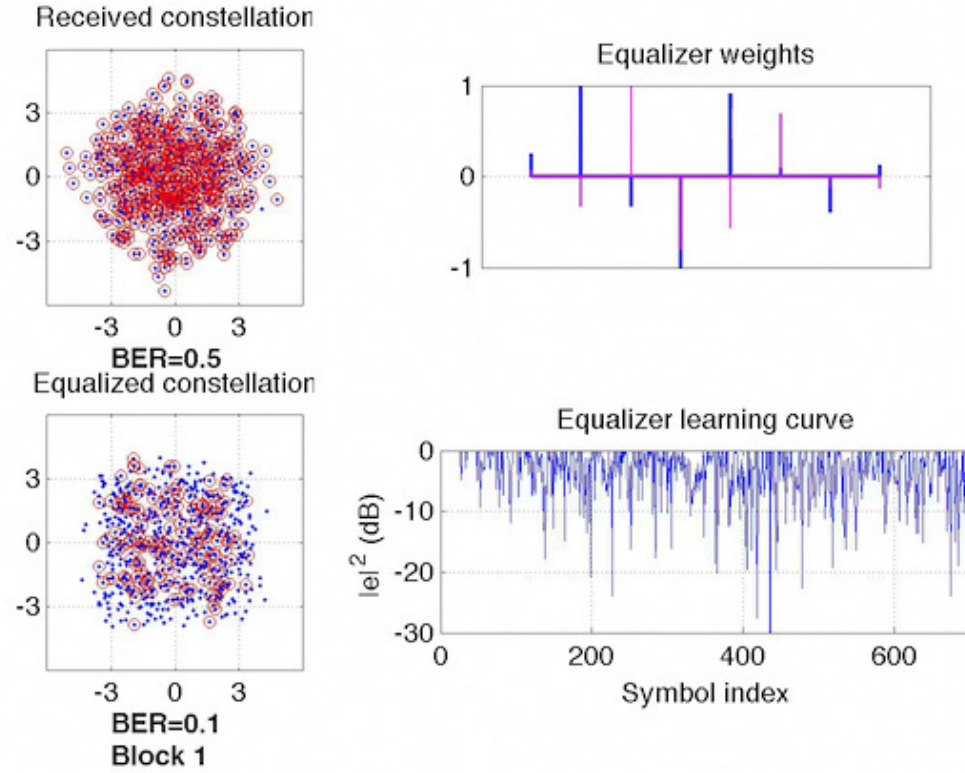 Received constellation
3
0
-3
-3 0 3
BER=0.5
Equalizer weights
1
0
-1
Equalized constellation
3
0
-3
-3 0 3
BER=0.1
Block 1
Equalizer learning curve
|e|² (dB)
0
-10
-20
-30
0 200 400 600
Symbol index